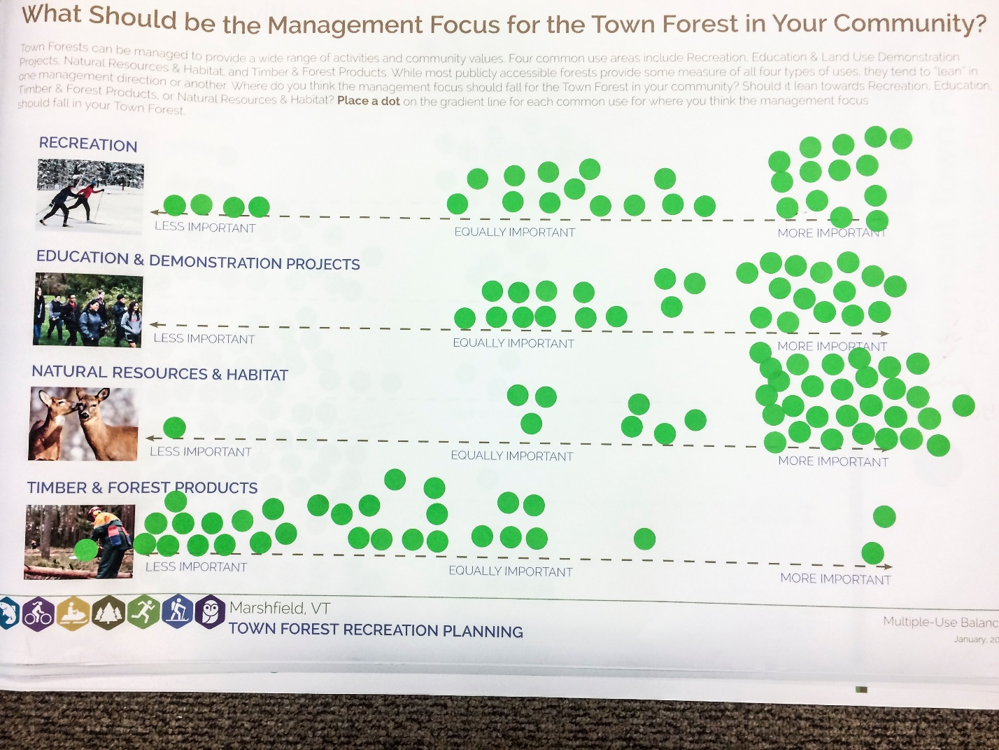 What Should be the Management Focus for the Town Forest in Your Community?
Town Forests can be managed to provide a wide range of activities and community values. Four common use areas include Recreation, Education & Land Use Demonstration
Projects, Natural Resources & Habitat, and Timber & Forest Products. While most publicly accessible forests provide some measure of all four types of uses, they tend to "lean" in
one management direction or another. Where do you think the management focus should fall for the Town Forest in your community? Should it lean towards Recreation, Education,
Timber & Forest Products, or Natural Resources & Habitat? Place a dot on the gradient line for each common use for where you think the management focus
should fall in your Town Forest.
RECREATION
LESS IMPORTANT
EQUALLY IMPORTANT
MORE IMPORTANT
EDUCATION & DEMONSTRATION PROJECTS
LESS IMPORTANT
EQUALLY IMPORTANT
MORE IMPORTANT
NATURAL RESOURCES & HABITAT
LESS IMPORTANT
EQUALLY IMPORTANT
MORE IMPORTANT
TIMBER & FOREST PRODUCTS
LESS IMPORTANT
EQUALLY IMPORTANT
MORE IMPORTANT
Marshfield, VT
TOWN FOREST RECREATION PLANNING
Multiple-Use Balanc
January, 20